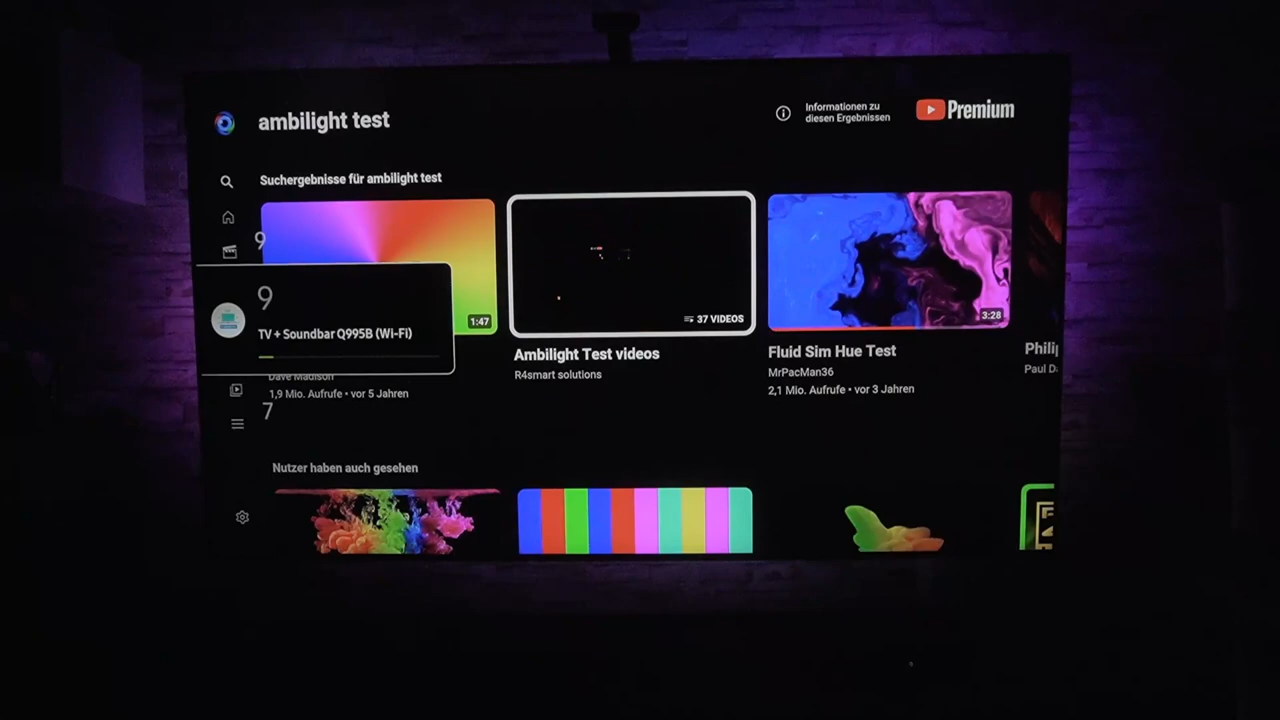 ambilight test
Informationen zu
diesen Ergebnissen
Premium
Suchergebnisse für ambilight test
9
9
TV + Soundbar Q995B (Wi-Fi)
1:47
37 VIDEOS
3:28
Ambilight Test videos
R4smart solutions
Fluid Sim Hue Test
MrPacMan36
2,1 Mio. Aufrufe • vor 3 Jahren
Paul D
Dave Madison
1,9 Mio. Aufrufe • vor 5 Jahren
7
Nutzer haben auch gesehen